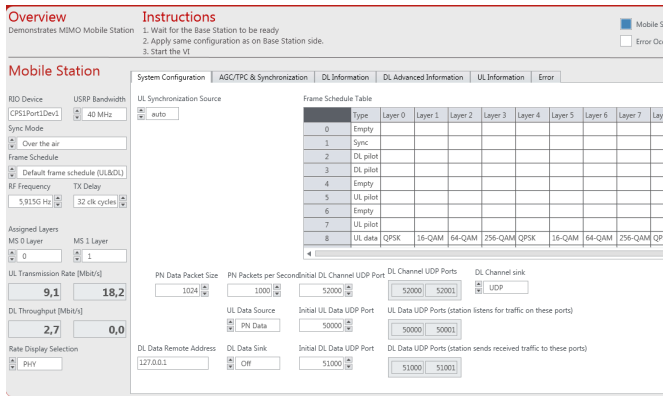 Overview
Demonstrates MIMO Mobile Station
Instructions
1. Wait for the Base Station to be ready
2. Apply same configuration as on Base Station side.
3. Start the VI
Mobile S
Error Occ
Mobile Station
System Configuration AGC/TPC & Synchronization DL Information DL Advanced Information UL Information Error
RIO Device USRP Bandwidth
CPS1Port1Dev1 40 MHz
Sync Mode
Over the air
Frame Schedule
Default frame schedule (UL&DL)
RF Frequency TX Delay
5,915G Hz 32 clk cycles
Assigned Layers
MS 0 Layer MS 1 Layer
0 1
UL Transmission Rate [Mbit/s]
9,1 18,2
DL Throughput [Mbit/s]
2,7 0,0
Rate Display Selection
PHY
UL Synchronization Source
auto
Frame Schedule Table
Type Layer 0 Layer 1 Layer 2 Layer 3 Layer 4 Layer 5 Layer 6 Layer 7 Lay
0 Empty
1 Sync
2 DL pilot
3 DL pilot
4 Empty
5 UL pilot
6 Empty
7 UL pilot
8 UL data QPSK 16-QAM 64-QAM 256-QAM QPSK 16-QAM 64-QAM 256-QAM QP
PN Data Packet Size PN Packets per Second Initial DL Channel UDP Port DL Channel UDP Ports DL Channel sink
1024 1000 52000 52000 52001 UDP
UL Data Source Initial UL Data UDP Port UL Data UDP Ports (station listens for traffic on these ports)
PN Data 50000 50000 50001
DL Data Remote Address DL Data Sink Initial DL Data UDP Port DL Data UDP Ports (station sends received traffic to these ports)
127.0.0.1 Off 51000 51000 51001